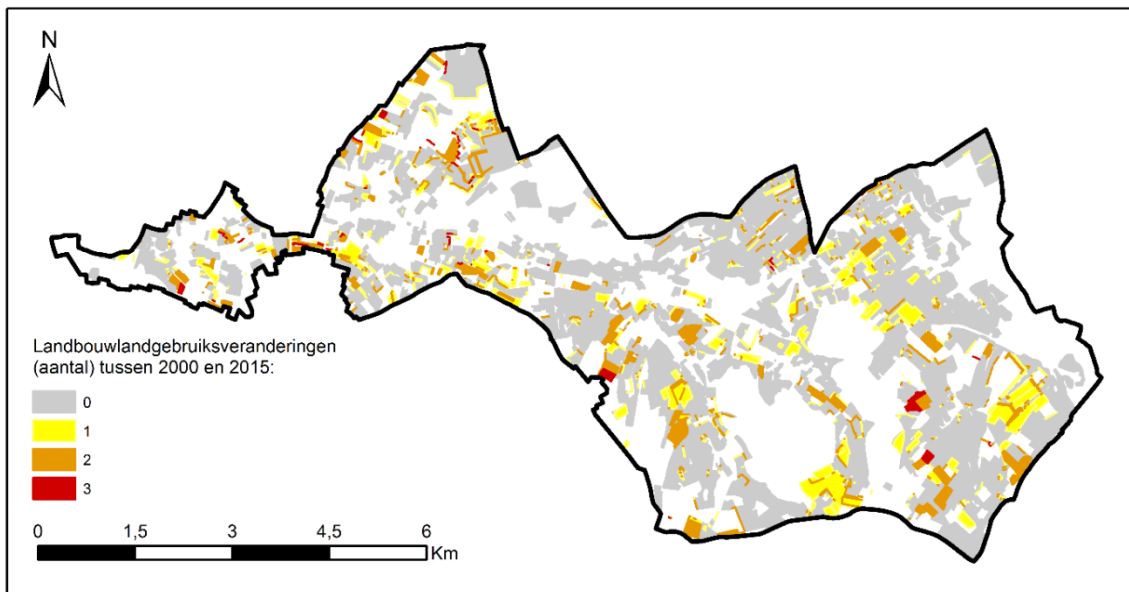 N
Landbouwlandgebruiksveranderingen
(aantal) tussen 2000 en 2015:
0
1
2
3
0 1,5 3 4,5 6
Km